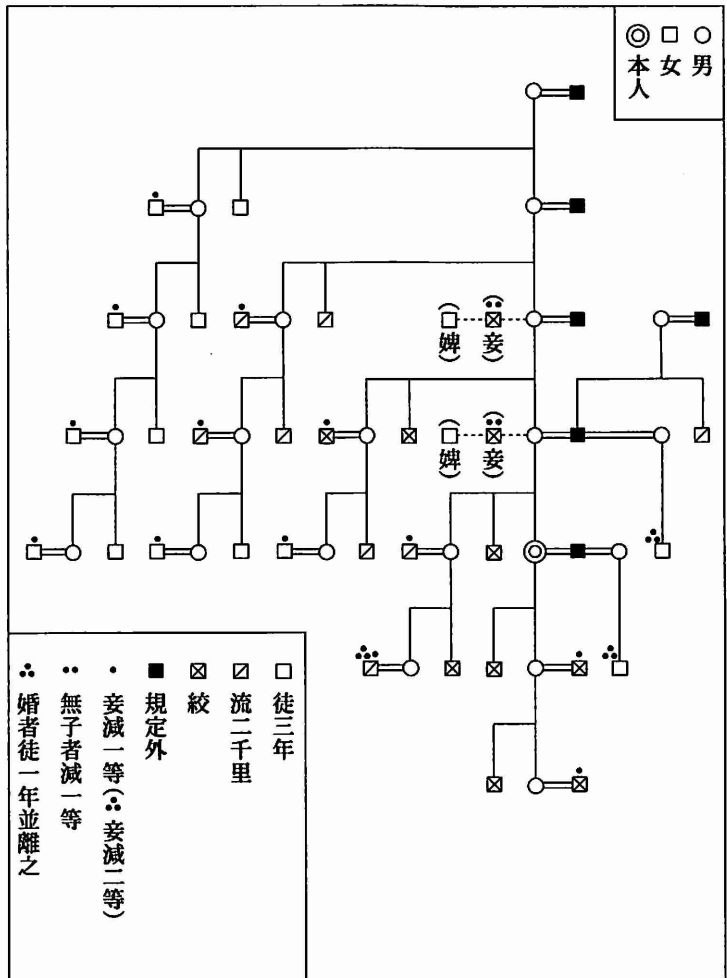 ○ 男
□ 女
◎ 本人
(妾)
(婢)
(妾)
(婢)
□ 徒三年
⍁ 流二千里
⊠ 絞
■ 規定外
・ 妾減一等(∴ 妾減二等)
‥ 無子者減一等
∴ 婚者徒一年並離之